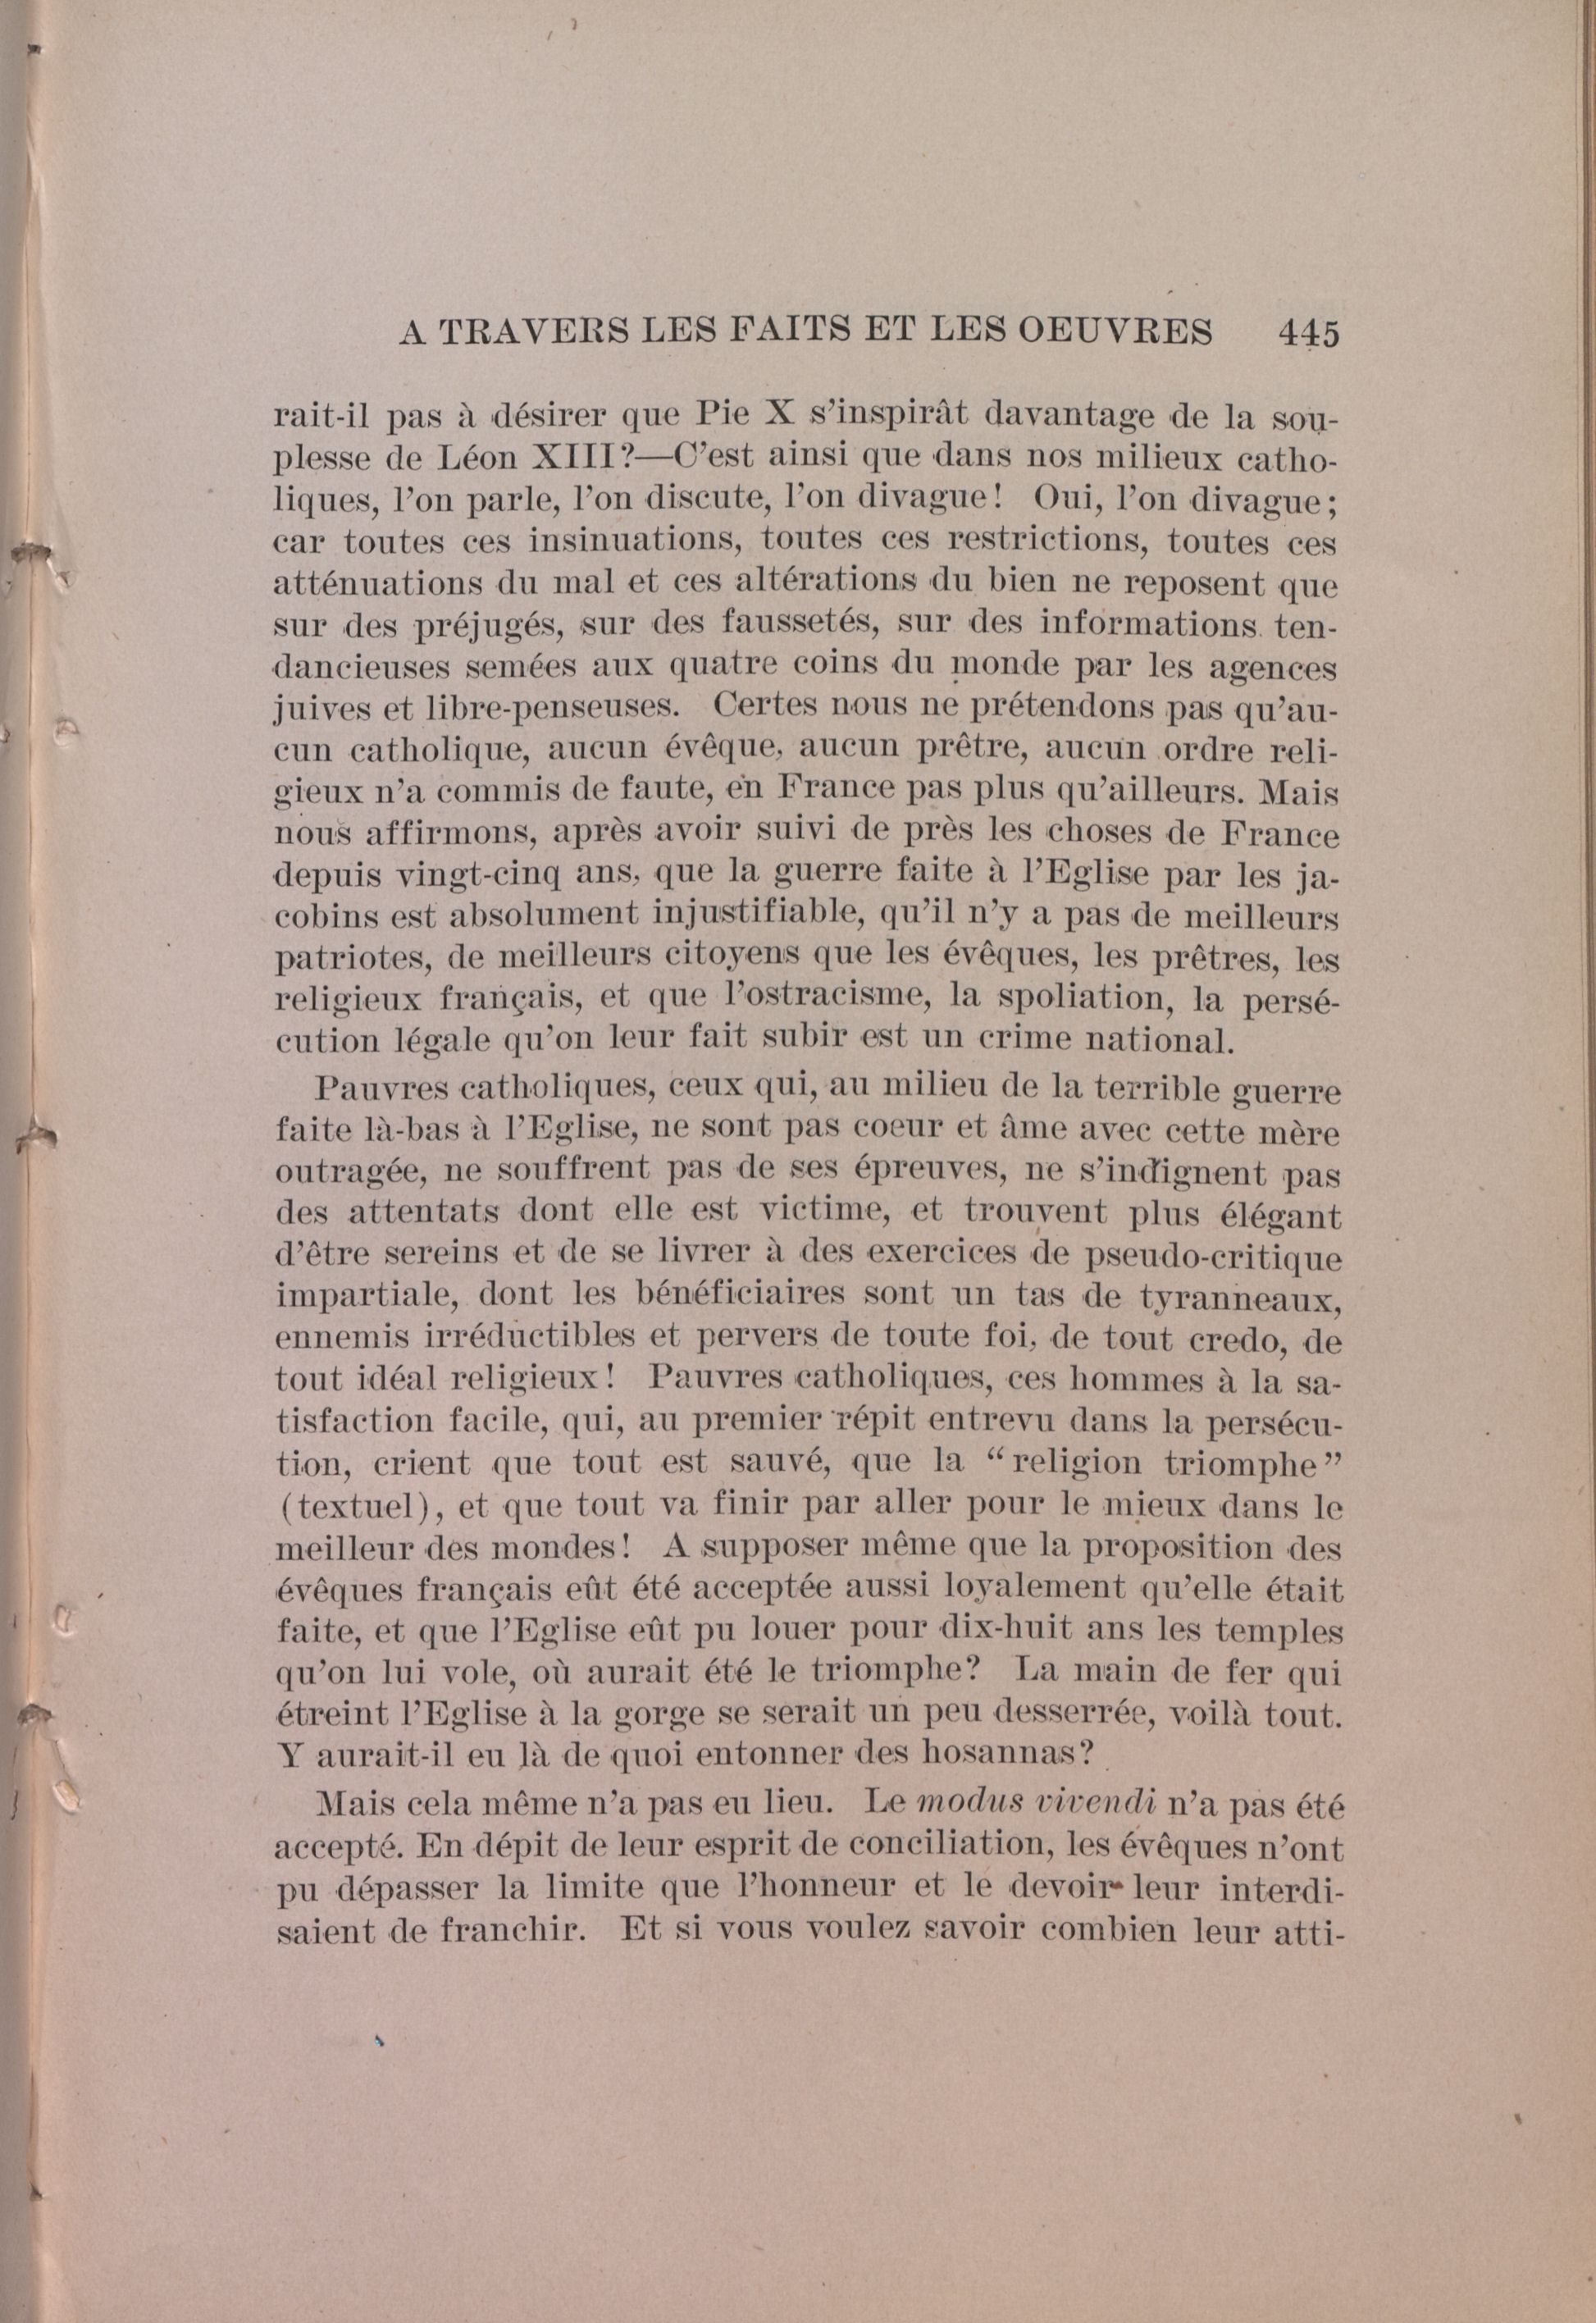 A TRAVERS LES FAITS ET LES OEUVRES 445
rait-il pas à désirer que Pie X s'inspirât davantage de la sou-
plesse de Léon XIII?—C'est ainsi que dans nos milieux catho-
liques, l'on parle, l'on discute, l'on divague! Oui, l'on divague;
car toutes ces insinuations, toutes ces restrictions, toutes ces
atténuations du mal et ces altérations du bien ne reposent que
sur des préjugés, sur des faussetés, sur des informations ten-
dancieuses semées aux quatre coins du monde par les agences
juives et libre-penseuses. Certes nous ne prétendons pas qu'au-
cun catholique, aucun évêque, aucun prêtre, aucun ordre reli-
gieux n'a commis de faute, en France pas plus qu'ailleurs. Mais
nous affirmons, après avoir suivi de près les choses de France
depuis vingt-cinq ans, que la guerre faite à l'Eglise par les ja-
cobins est absolument injustifiable, qu'il n'y a pas de meilleurs
patriotes, de meilleurs citoyens que les évêques, les prêtres, les
religieux français, et que l'ostracisme, la spoliation, la persé-
cution légale qu'on leur fait subir est un crime national.
Pauvres catholiques, ceux qui, au milieu de la terrible guerre
faite là-bas à l'Eglise, ne sont pas coeur et âme avec cette mère
outragée, ne souffrent pas de ses épreuves, ne s'indignent pas
des attentats dont elle est victime, et trouvent plus élégant
d'être sereins et de se livrer à des exercices de pseudo-critique
impartiale, dont les bénéficiaires sont un tas de tyranneaux,
ennemis irréductibles et pervers de toute foi, de tout credo, de
tout idéal religieux! Pauvres catholiques, ces hommes à la sa-
tisfaction facile, qui, au premier répit entrevu dans la persécu-
tion, crient que tout est sauvé, que la “religion triomphe”
(textuel), et que tout va finir par aller pour le mieux dans le
meilleur des mondes! A supposer même que la proposition des
évêques français eût été acceptée aussi loyalement qu'elle était
faite, et que l'Eglise eût pu louer pour dix-huit ans les temples
qu'on lui vole, où aurait été le triomphe? La main de fer qui
étreint l'Eglise à la gorge se serait un peu desserrée, voilà tout.
Y aurait-il eu là de quoi entonner des hosannas?
Mais cela même n'a pas eu lieu. Le modus vivendi n'a pas été
accepté. En dépit de leur esprit de conciliation, les évêques n'ont
pu dépasser la limite que l'honneur et le devoir leur interdi-
saient de franchir. Et si vous voulez savoir combien leur atti-